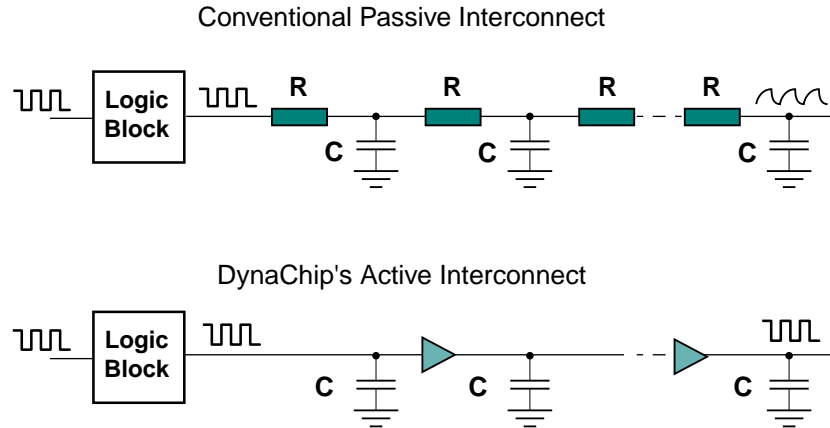 Conventional Passive Interconnect
R R R R
Logic
Block
C C C
DynaChip's Active Interconnect
Logic
Block
C C C